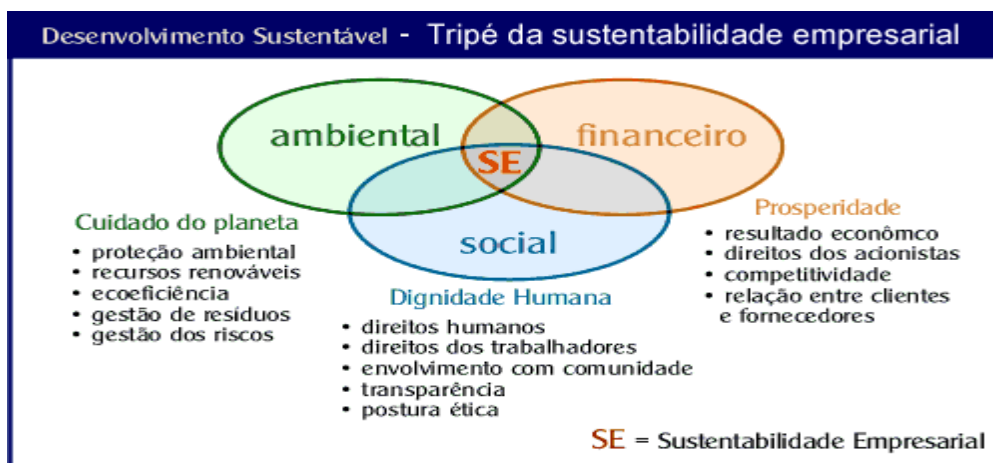 Desenvolvimento Sustentável - Tripé da sustentabilidade empresarial
ambiental
financeiro
SE
social
Cuidado do planeta
• proteção ambiental
• recursos renováveis
• ecoeficiência
• gestão de resíduos
• gestão dos riscos
Dignidade Humana
• direitos humanos
• direitos dos trabalhadores
• envolvimento com comunidade
• transparência
• postura ética
Prosperidade
• resultado econômco
• direitos dos acionistas
• competitividade
• relação entre clientes
e fornecedores
SE = Sustentabilidade Empresarial